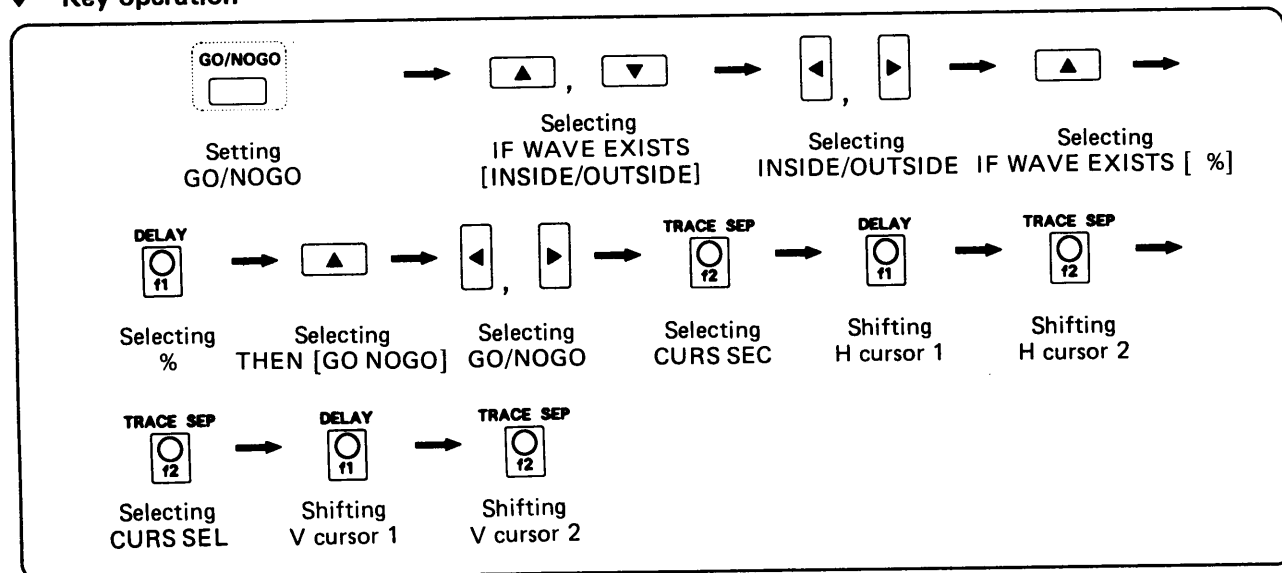 Key operation
GO/NOGO
Setting
GO/NOGO
▲ , ▼
Selecting
IF WAVE EXISTS
[INSIDE/OUTSIDE]
◄ , ►
Selecting
INSIDE/OUTSIDE
▲
Selecting
IF WAVE EXISTS [ %]
DELAY
f1
Selecting
%
▲
Selecting
THEN [GO NOGO]
◄ , ►
Selecting
GO/NOGO
TRACE SEP
f2
Selecting
CURS SEC
DELAY
f1
Shifting
H cursor 1
TRACE SEP
f2
Shifting
H cursor 2
TRACE SEP
f2
Selecting
CURS SEL
DELAY
f1
Shifting
V cursor 1
TRACE SEP
f2
Shifting
V cursor 2